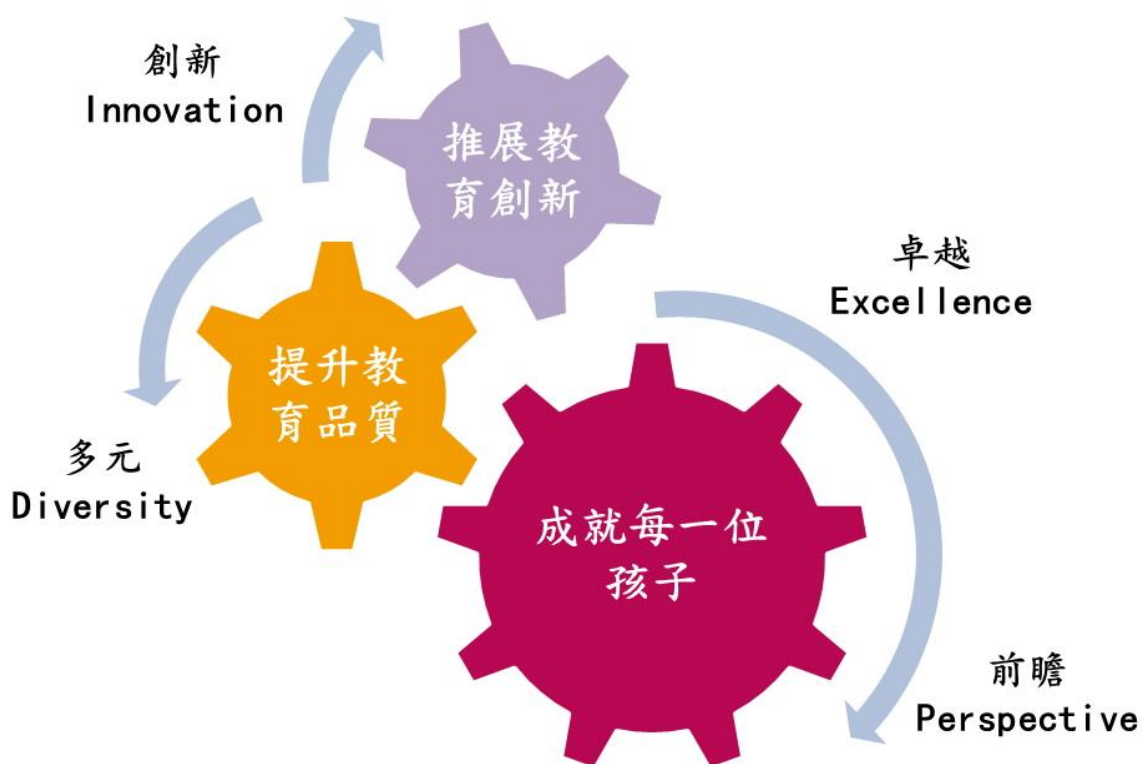 創新
Innovation
推展教
育創新
卓越
Excellence
提升教
育品質
多元
Diversity
成就每一位
孩子
前瞻
Perspective